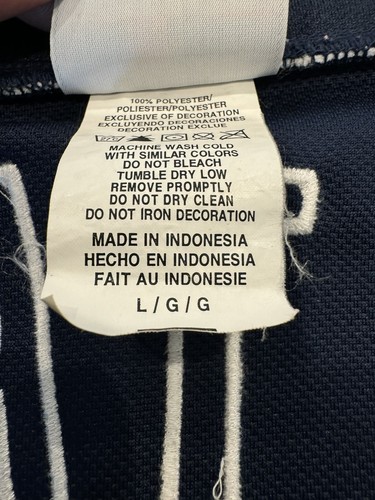 100% POLYESTER/
POLIESTER/POLYESTER
EXCLUSIVE OF DECORATION
EXCLUYENDO DECORACIONES
DECORATION EXCLUE
MACHINE WASH COLD
WITH SIMILAR COLORS
DO NOT BLEACH
TUMBLE DRY LOW
REMOVE PROMPTLY
DO NOT DRY CLEAN
DO NOT IRON DECORATION
MADE IN INDONESIA
HECHO EN INDONESIA
FAIT AU INDONESIE
L/G/G